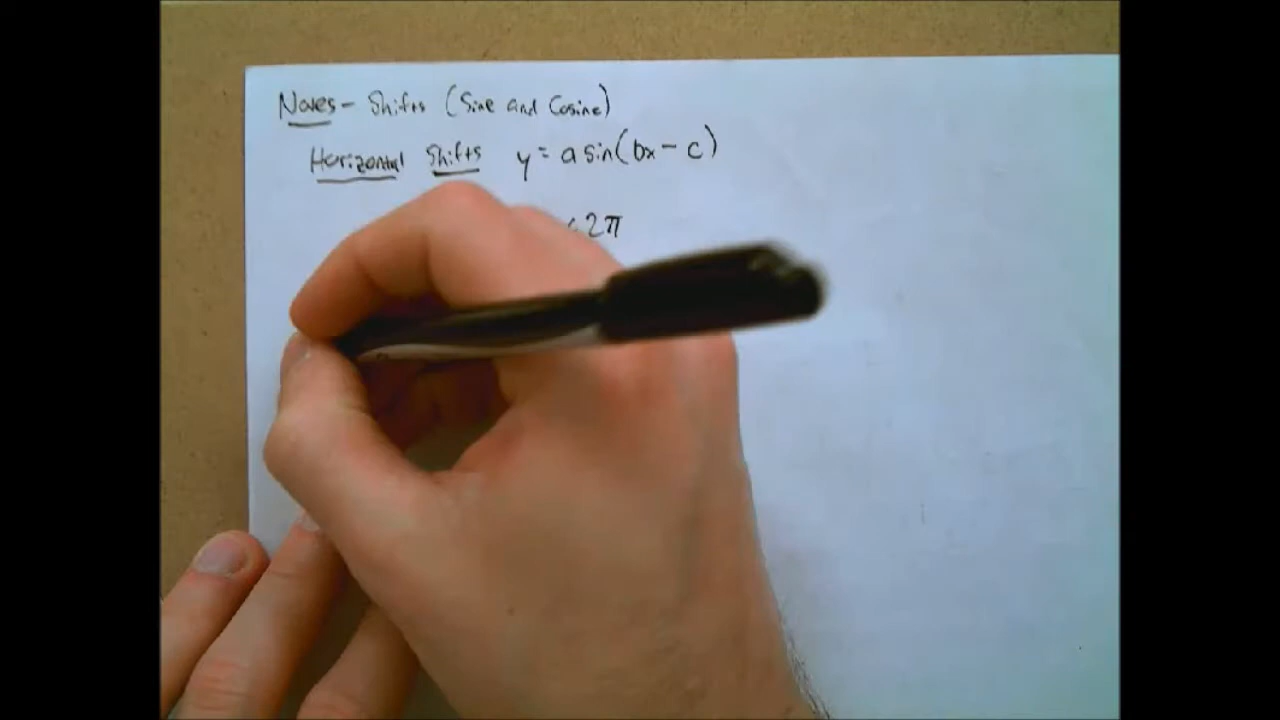 Notes - Shifts (Sine and Cosine)
Horizontal Shifts y = a sin(bx - c)
2π